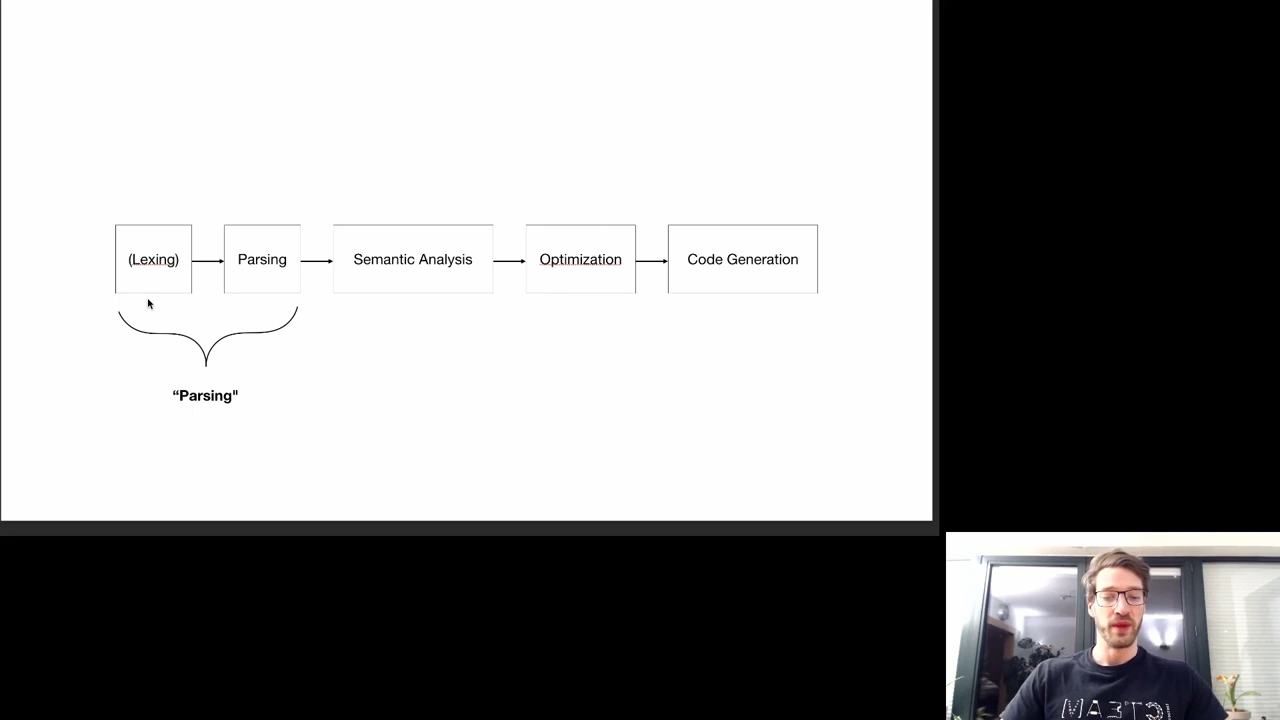 (Lexing)
Parsing
Semantic Analysis
Optimization
Code Generation
“Parsing"